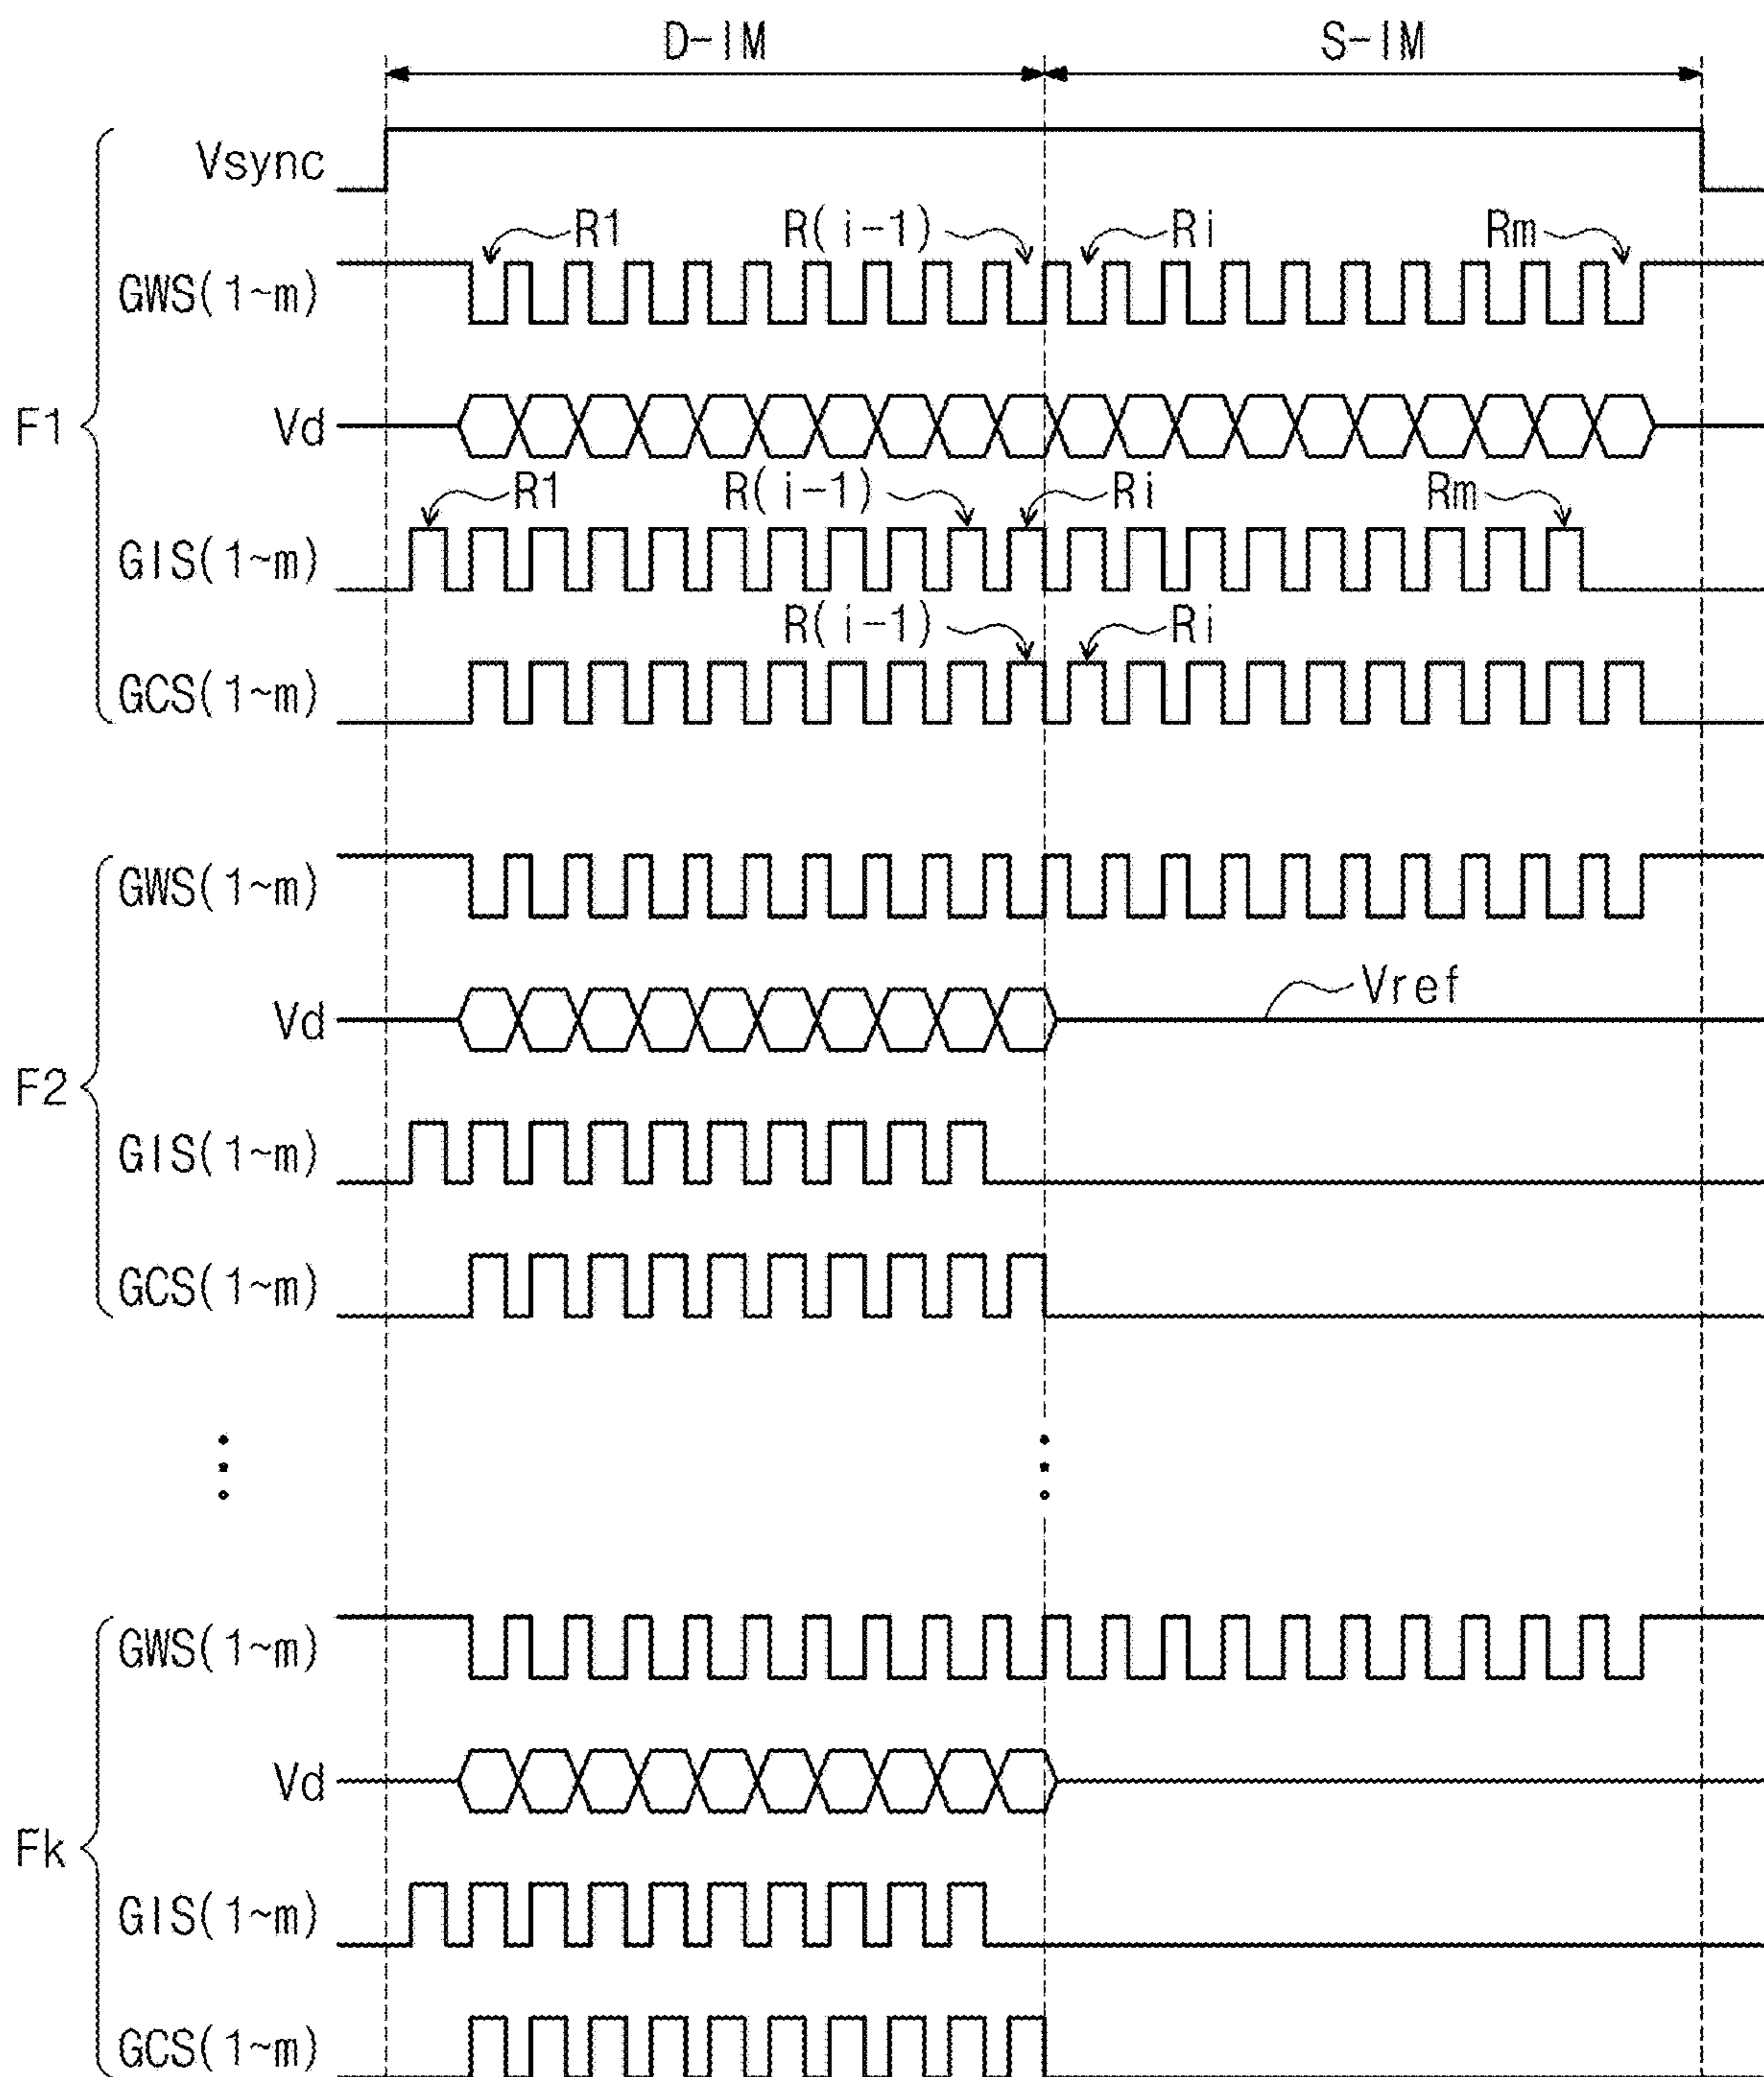 D-IM S-IM
Vsync
R1 R(i-1) Ri Rm
GWS(1~m)
F1 Vd
R1 R(i-1) Ri Rm
GIS(1~m)
R(i-1) Ri
GCS(1~m)
GWS(1~m)
Vref
Vd
F2
GIS(1~m)
GCS(1~m)
GWS(1~m)
Vd
Fk
GIS(1~m)
GCS(1~m)